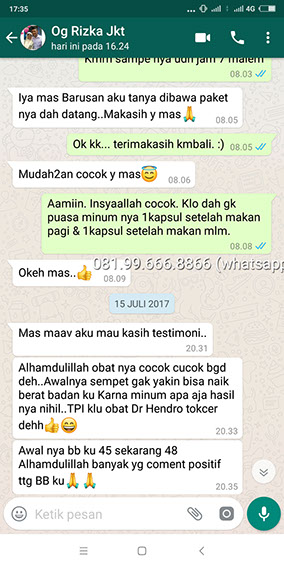 17:35
4G
Og Rizka Jkt
hari ini pada 16.24
Kmrn sampe nya udh jam 7 malem
08.03
Iya mas Barusan aku tanya dibawa paket
nya dah datang..Makasih y mas🙏
08.05
Ok kk... terimakasih kmbali. :)
08.05
Mudah2an cocok y mas😇
08.06
Aamiin. Insyaallah cocok. Klo dah gk
puasa minum nya 1kapsul setelah makan
pagi & 1kapsul setelah makan mlm.
08.08
Okeh mas..👍
08.09
081.99.666.8866 (whatsapp
15 JULI 2017
Mas maav aku mau kasih testimoni..
20.31
Alhamdulillah obat nya cocok cucok bgd
deh..Awalnya sempet gak yakin bisa naik
berat badan ku Karna minum apa aja hasil
nya nihil..TPI klu obat Dr Hendro tokcer
dehh👍😄
20.33
Awal nya bb ku 45 sekarang 48
Alhamdulillah banyak yg coment positif
ttg BB ku🙏🙏
20.35
Ketik pesan